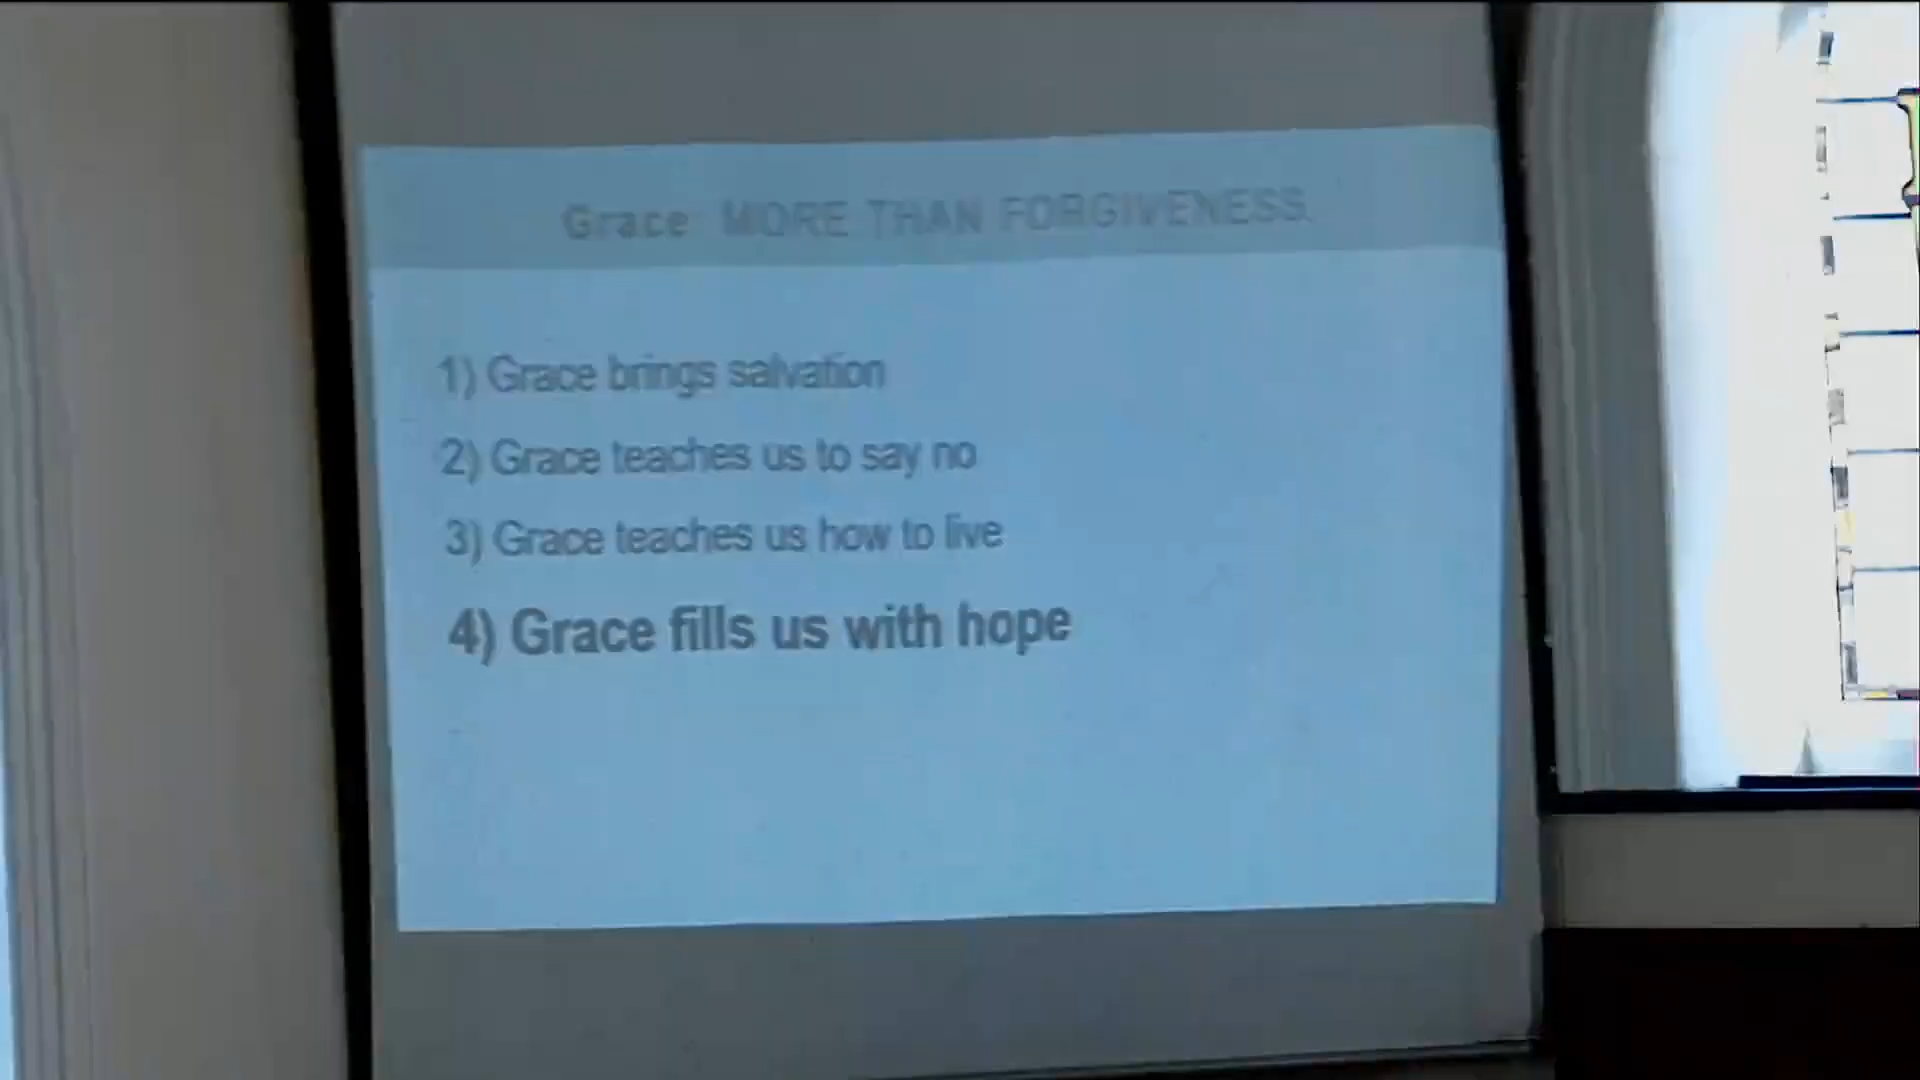 Grace: MORE THAN FORGIVENESS.
1) Grace brings salvation
2) Grace teaches us to say no
3) Grace teaches us how to live
4) Grace fills us with hope